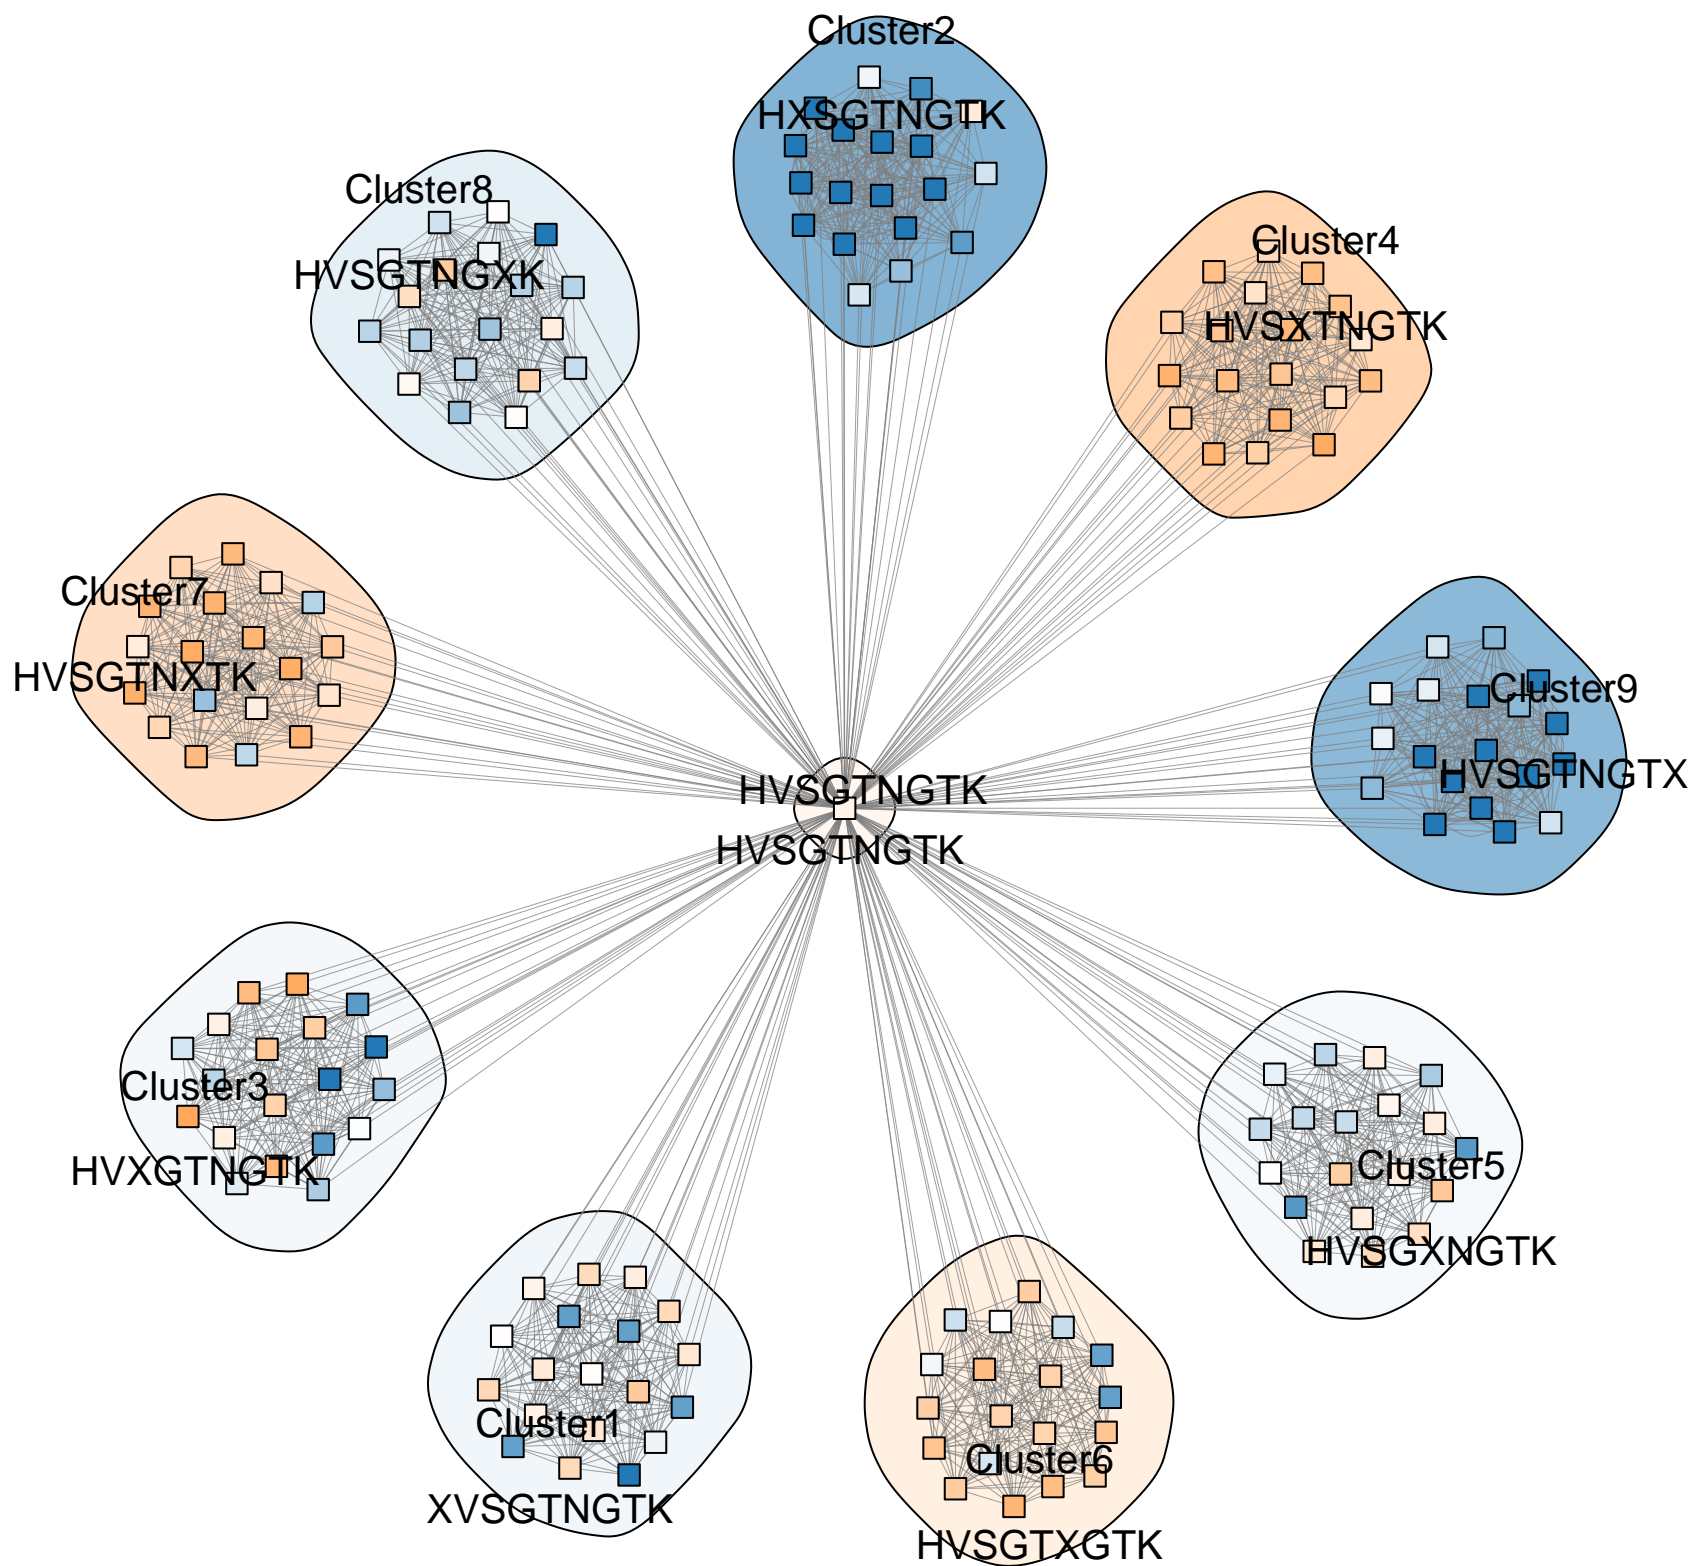 Cluster2
HXSGTNGTK
Cluster8
HVSGTNGXK
Cluster4
HVSXTNGTK
Cluster7
HVSGTNXTK
Cluster9
HVSGTNGTX
HVSGTNGTK
HVSGTNGTK
Cluster3
HVXGTNGTK
Cluster5
HVSGXNGTK
Cluster1
XVSGTNGTK
Cluster6
HVSGTXGTK